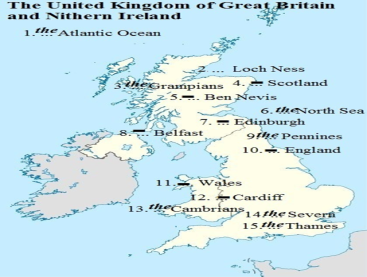 The United Kingdom of Great Britain
and Nithern Ireland
1. the Atlantic Ocean
2 ... Loch Ness
3. the Grampians
4. – Scotland
5. – Ben Nevis
6. the North Sea
7. – Edinburgh
8. – Belfast
9 the Pennines
10. – England
11. – Wales
12. – Cardiff
13. the Cambrians
14 the Severn
15 the Thames